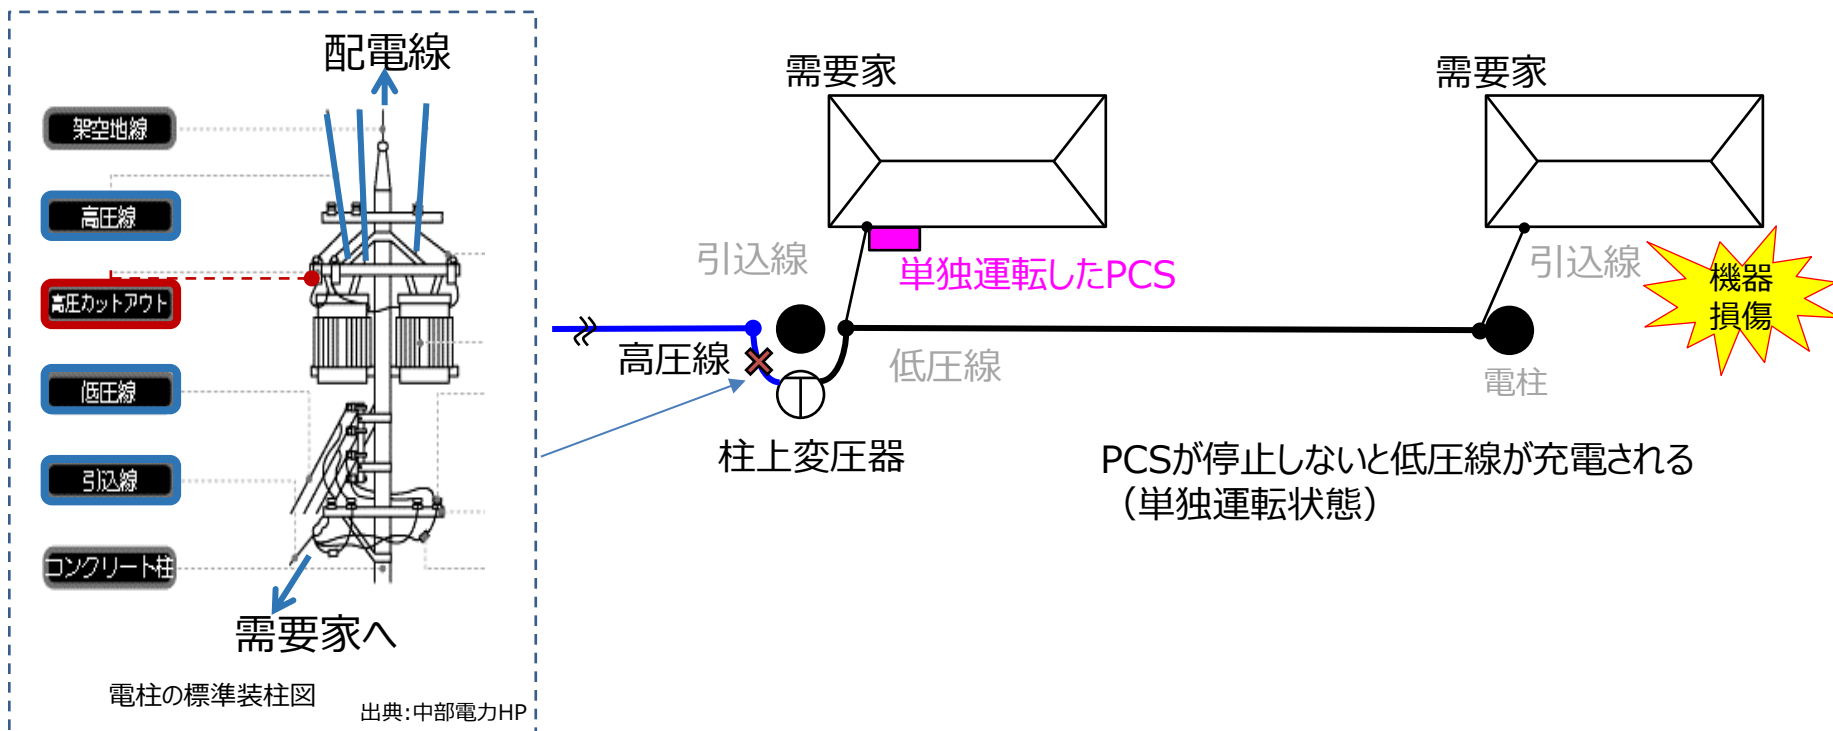 配電線
架空地線
高圧線
高圧カットアウト
低圧線
引込線
コンクリート柱
需要家へ
電柱の標準装柱図
出典:中部電力HP
需要家
引込線
単独運転したPCS
高圧線
低圧線
柱上変圧器
需要家
引込線
機器
損傷
電柱
PCSが停止しないと低圧線が充電される
（単独運転状態）